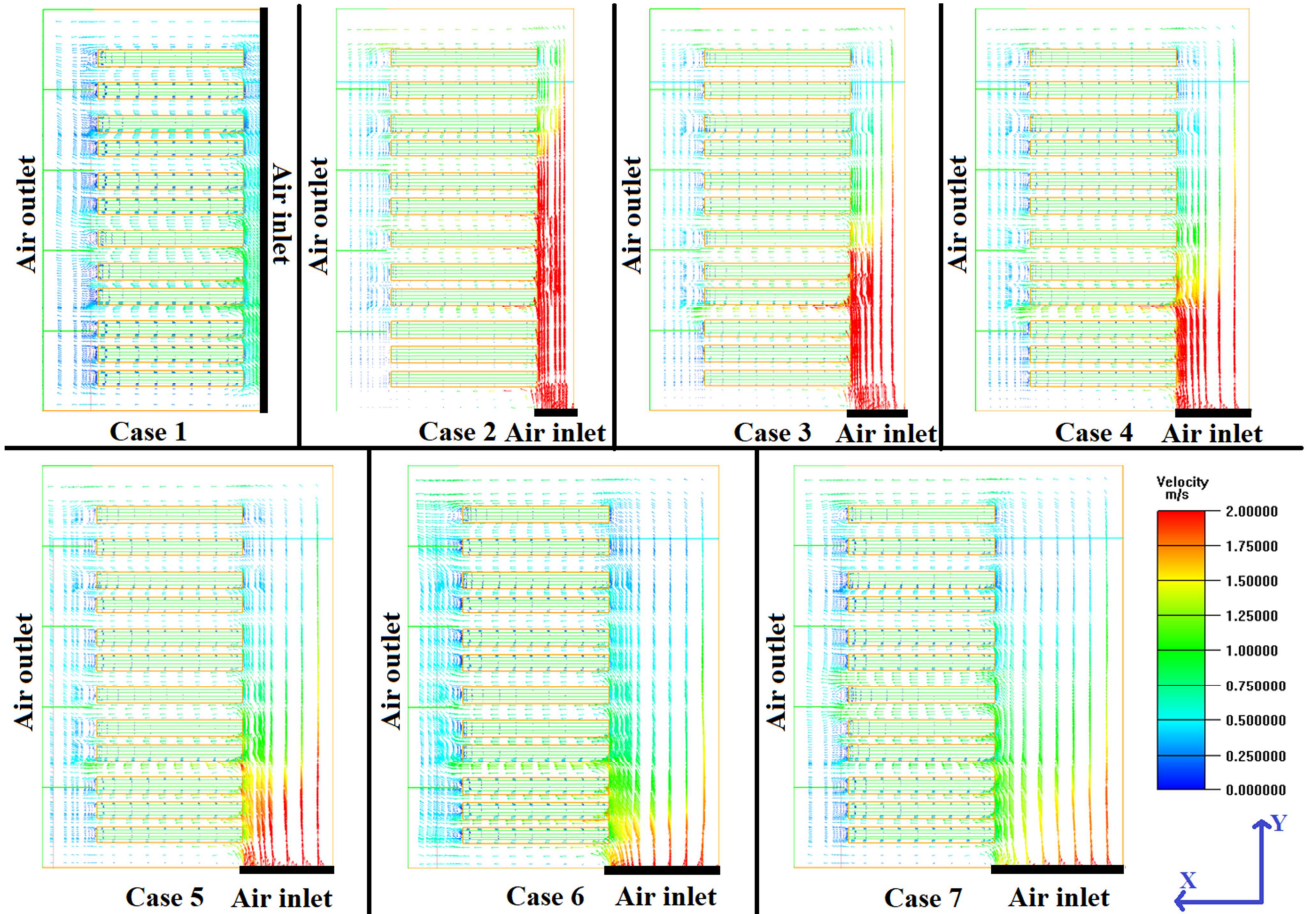 Air outlet
Air inlet
Case 1
Air outlet
Case 2 Air inlet
Air outlet
Case 3 Air inlet
Air outlet
Case 4 Air inlet
Air outlet
Case 5 Air inlet
Air outlet
Case 6 Air inlet
Air outlet
Case 7 Air inlet
Velocity
m/s
2.00000
1.75000
1.50000
1.25000
1.00000
0.750000
0.500000
0.250000
0.000000
Y
X